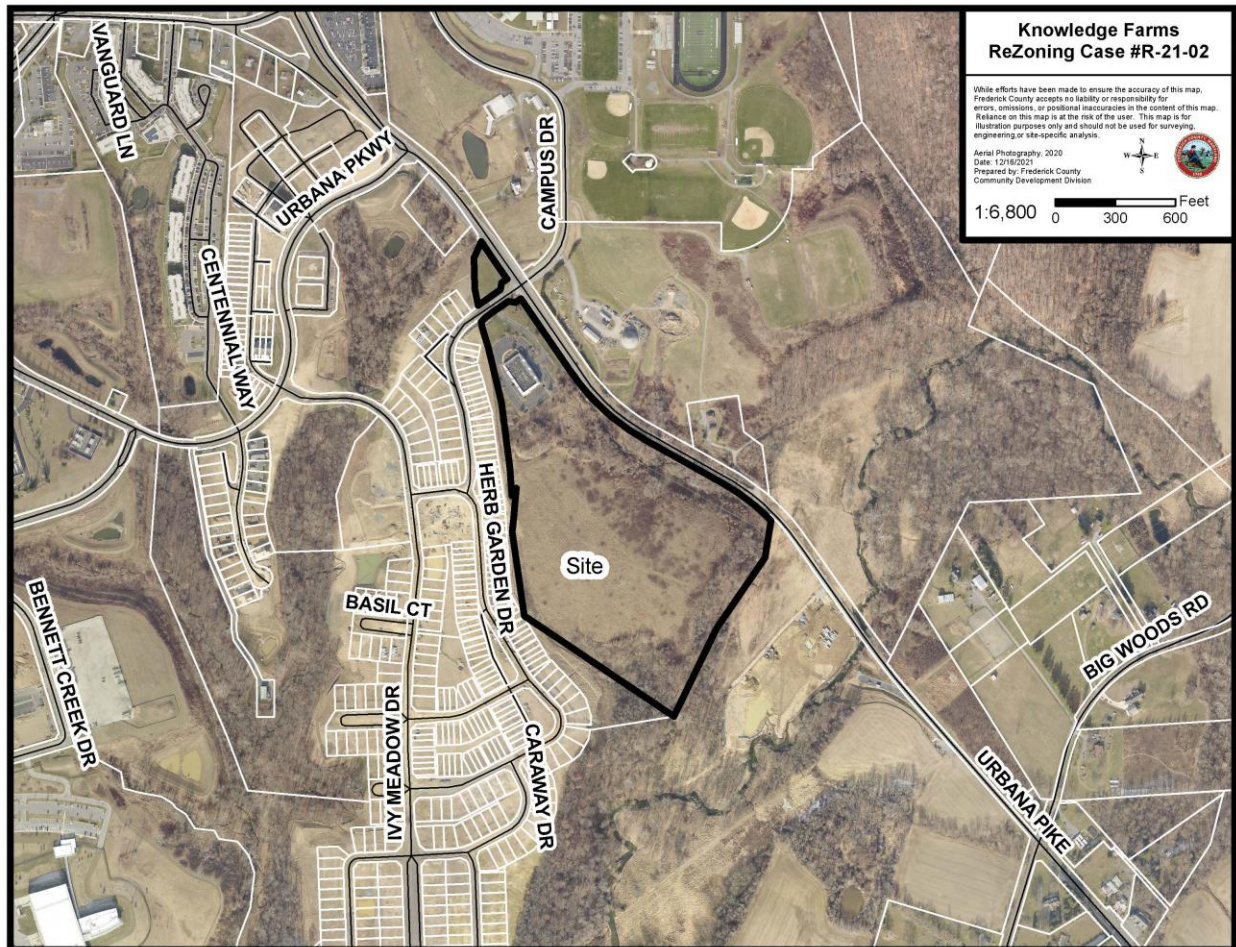 Knowledge Farms
ReZoning Case #R-21-02
While efforts have been made to ensure the accuracy of this map,
Frederick County accepts no liability or responsibility for
errors, omissions, or positional inaccuracies in the content of this map.
Reliance on this map is at the risk of the user. This map is for
illustration purposes only and should not be used for surveying,
engineering,or site-specific analysis.
Aerial Photography, 2020
Date: 12/16/2021
Prepared by: Frederick County
Community Development Division
N
W E
S
1:6,800 0 300 600 Feet
VANGUARD LN
URBANA PKWY
CAMPUS DR
CENTENNIAL WAY
HERB GARDEN DR
Site
BASIL CT
BENNETT CREEK DR
IVY MEADOW DR
CARAWAY DR
BIG WOODS RD
URBANA PIKE